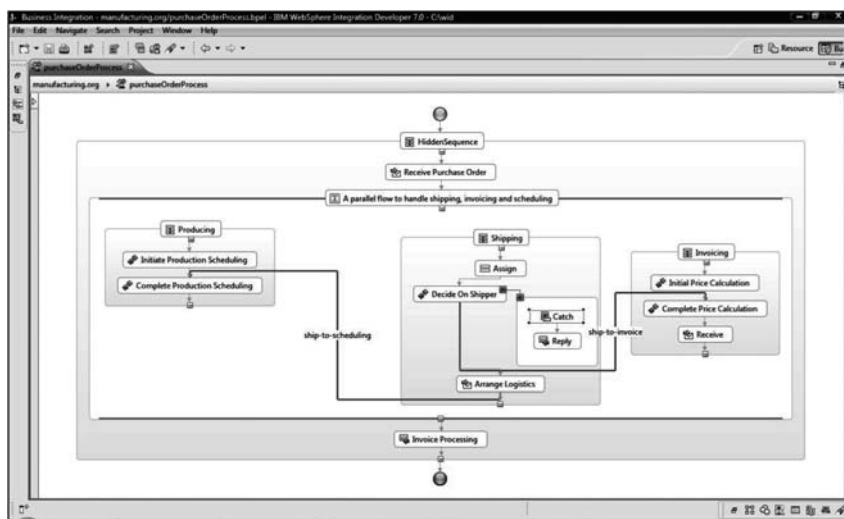 Business Integration - manufacturing.org/purchaseOrderProcess.bpel - IBM WebSphere Integration Developer 7.0 - C:\wid
File Edit Navigate Search Project Window Help
Resource Bu
purchaseOrderProcess
manufacturing.org purchaseOrderProcess
HiddenSequence
Receive Purchase Order
A parallel flow to handle shipping, invoicing and scheduling
Producing
Initiate Production Scheduling
Complete Production Scheduling
ship-to-scheduling
Shipping
Assign
Decide On Shipper
Catch
Reply
Arrange Logistics
ship-to-invoice
Invoicing
Initial Price Calculation
Complete Price Calculation
Receive
Invoice Processing